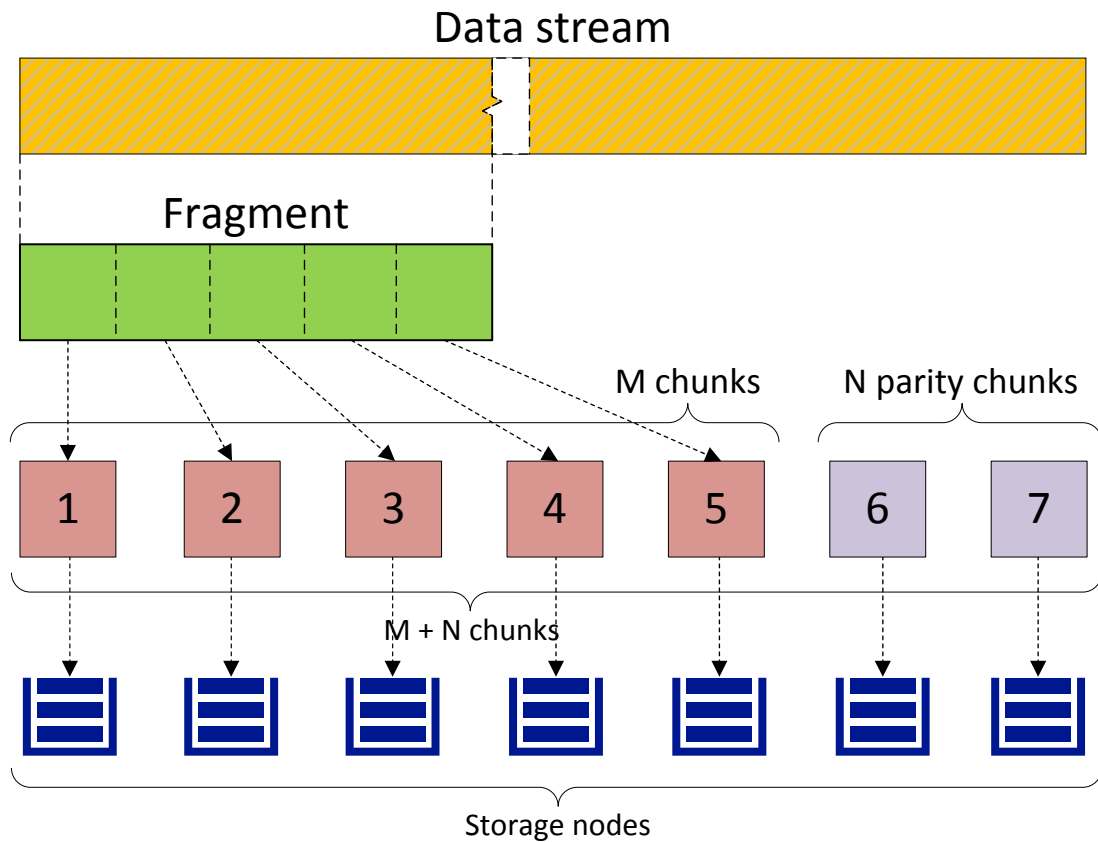 Data stream
Fragment
M chunks
N parity chunks
1
2
3
4
5
6
7
M + N chunks
Storage nodes